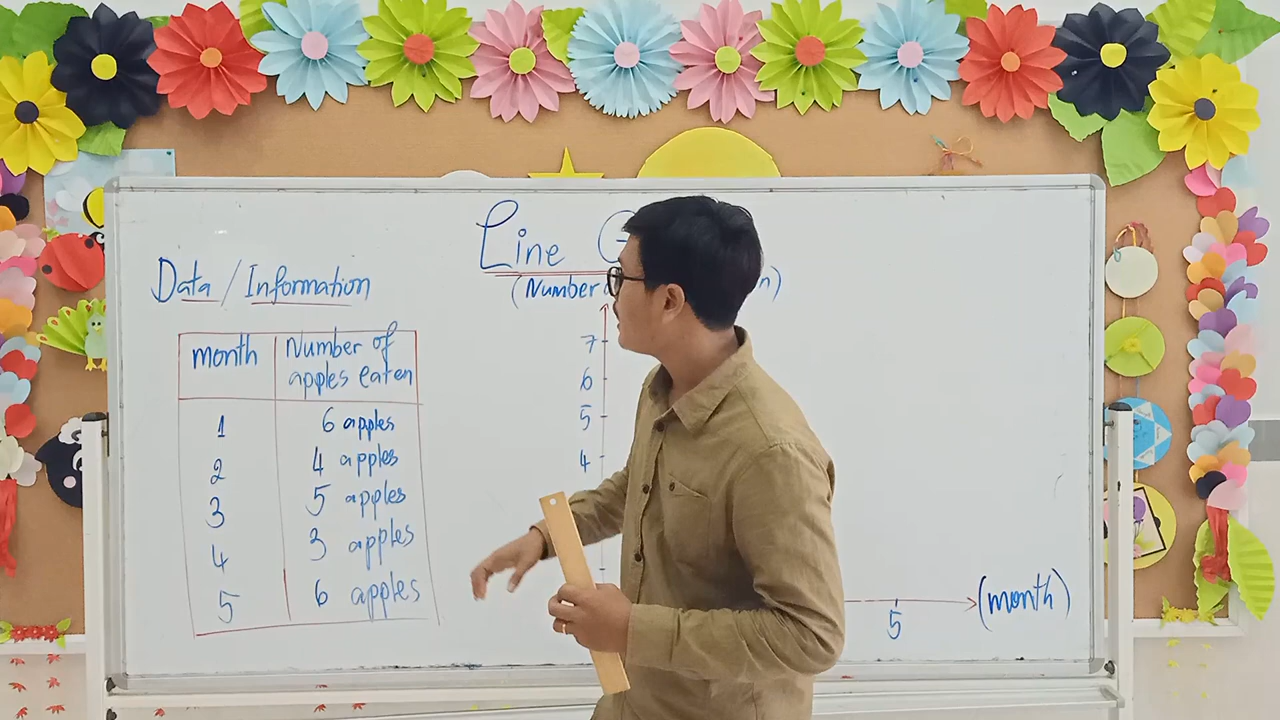 Line
(Number
Data / Information
month Number of
apples eaten
1 6 apples
2 4 apples
3 5 apples
4 3 apples
5 6 apples
7
6
5
4
5 (month)